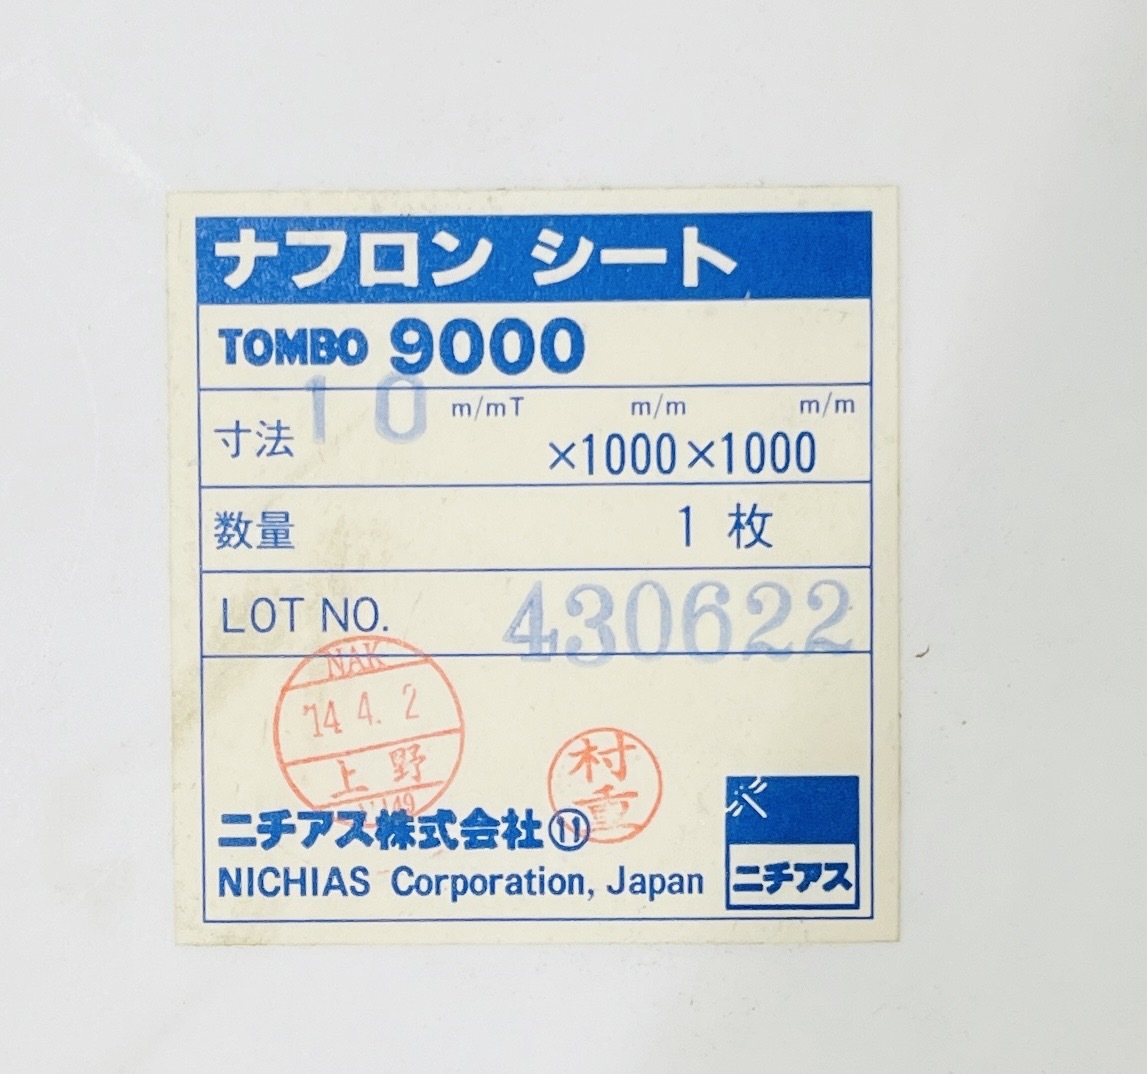 ナフロン シート
TOMBO 9000
寸法 10 m/mT m/m m/m
×1000×1000
数量 1 枚
LOT NO. 430622
NAK
'14 4. 2
上野
村重
ニチアス株式会社⑪
NICHIAS Corporation, Japan
ニチアス